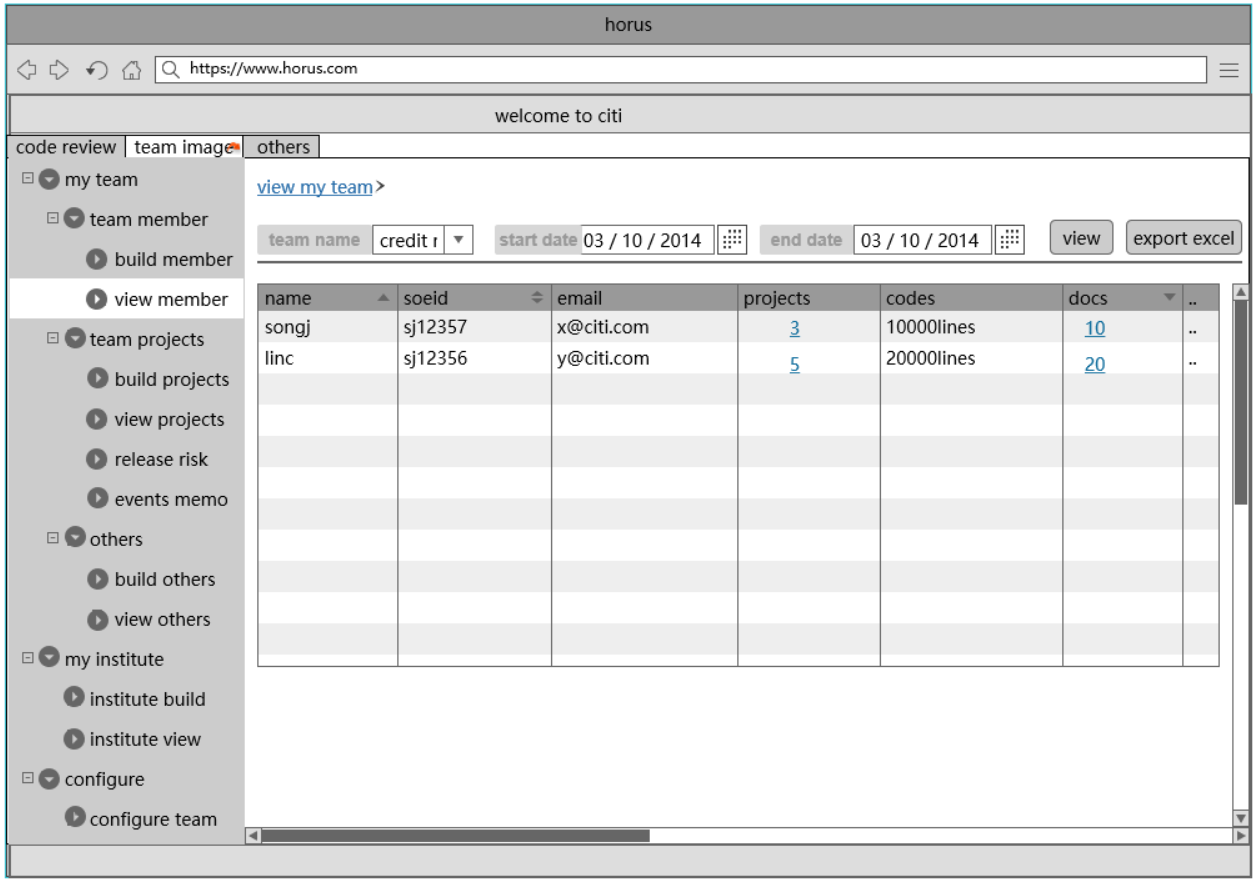 horus
https://www.horus.com
welcome to citi
code review team image others
my team
team member
build member
view member
team projects
build projects
view projects
release risk
events memo
others
build others
view others
my institute
institute build
institute view
configure
configure team
view my team>
team name credit r start date 03 / 10 / 2014 end date 03 / 10 / 2014 view export excel
name soeid email projects codes docs ..
songj sj12357 x@citi.com 3 10000lines 10 ..
linc sj12356 y@citi.com 5 20000lines 20 ..